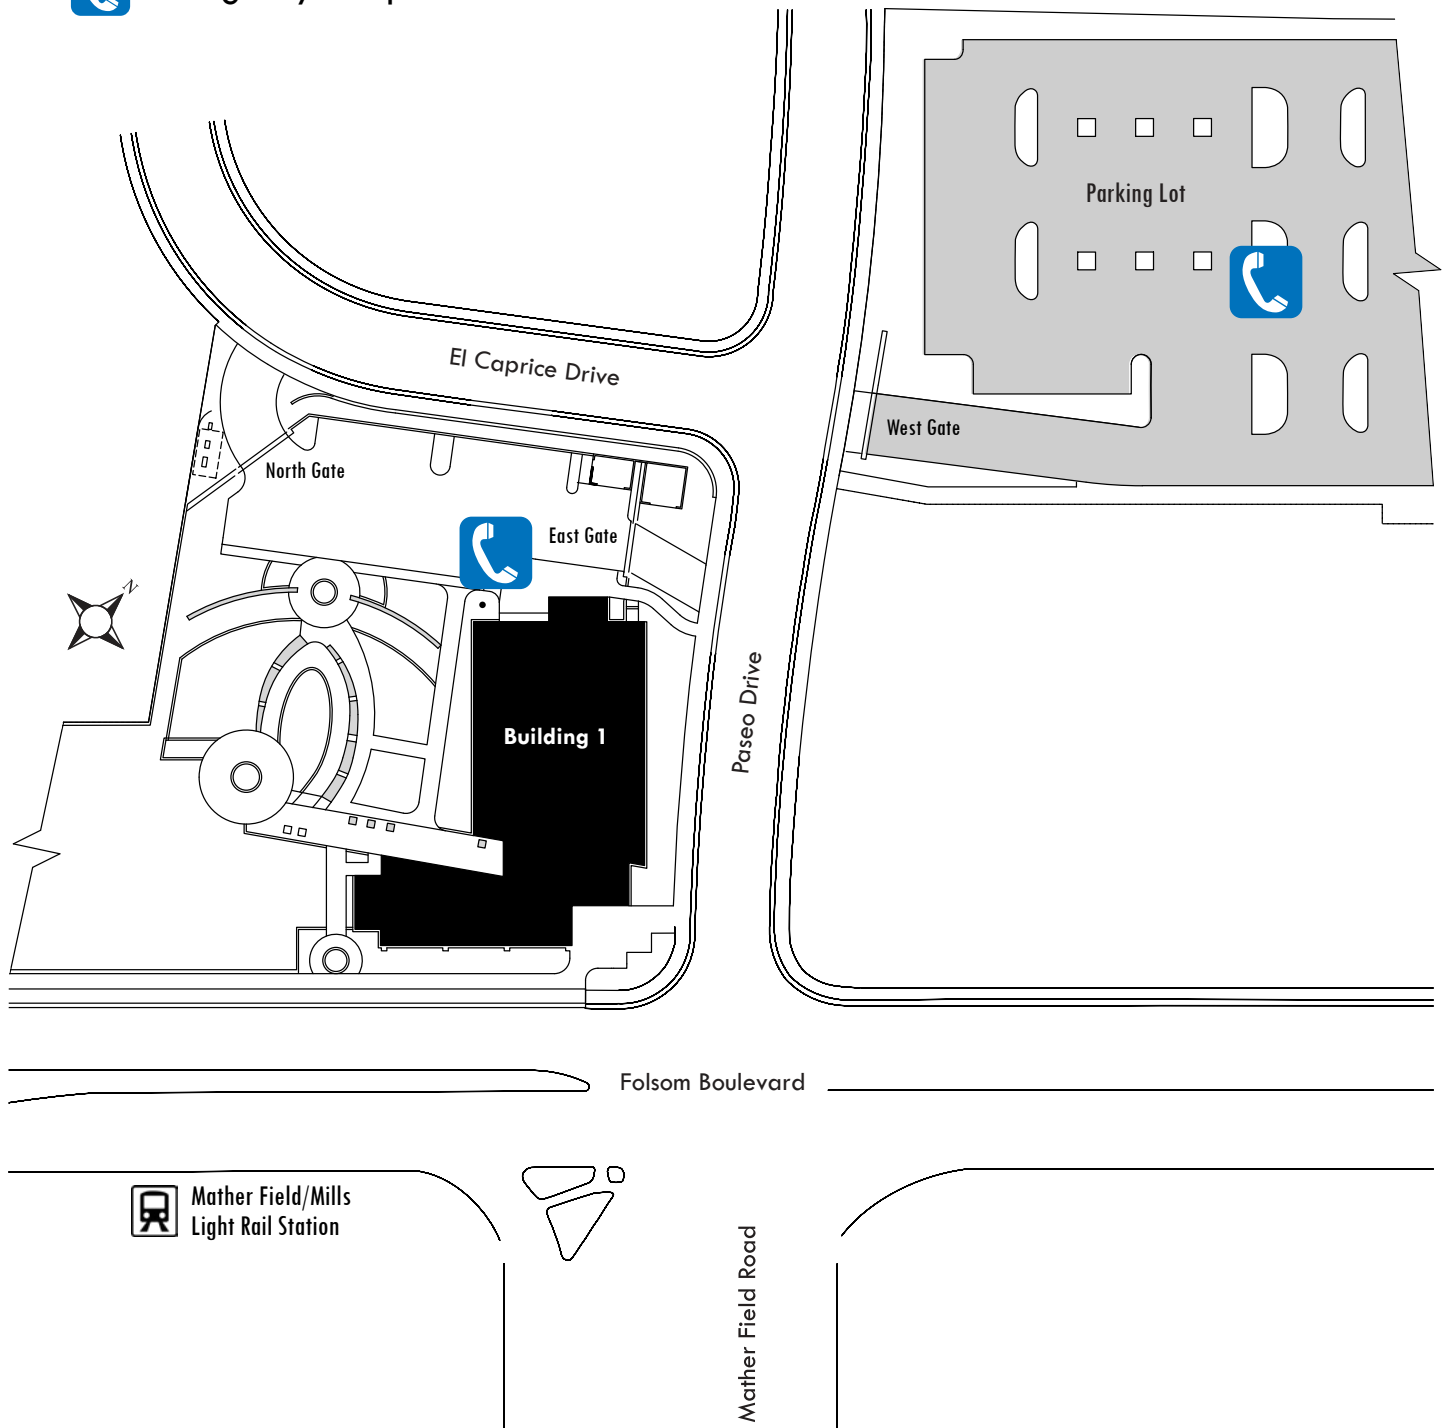 Parking Lot
El Caprice Drive
West Gate
North Gate
East Gate
N
Paseo Drive
Building 1
Folsom Boulevard
Mather Field/Mills
Light Rail Station
Mather Field Road